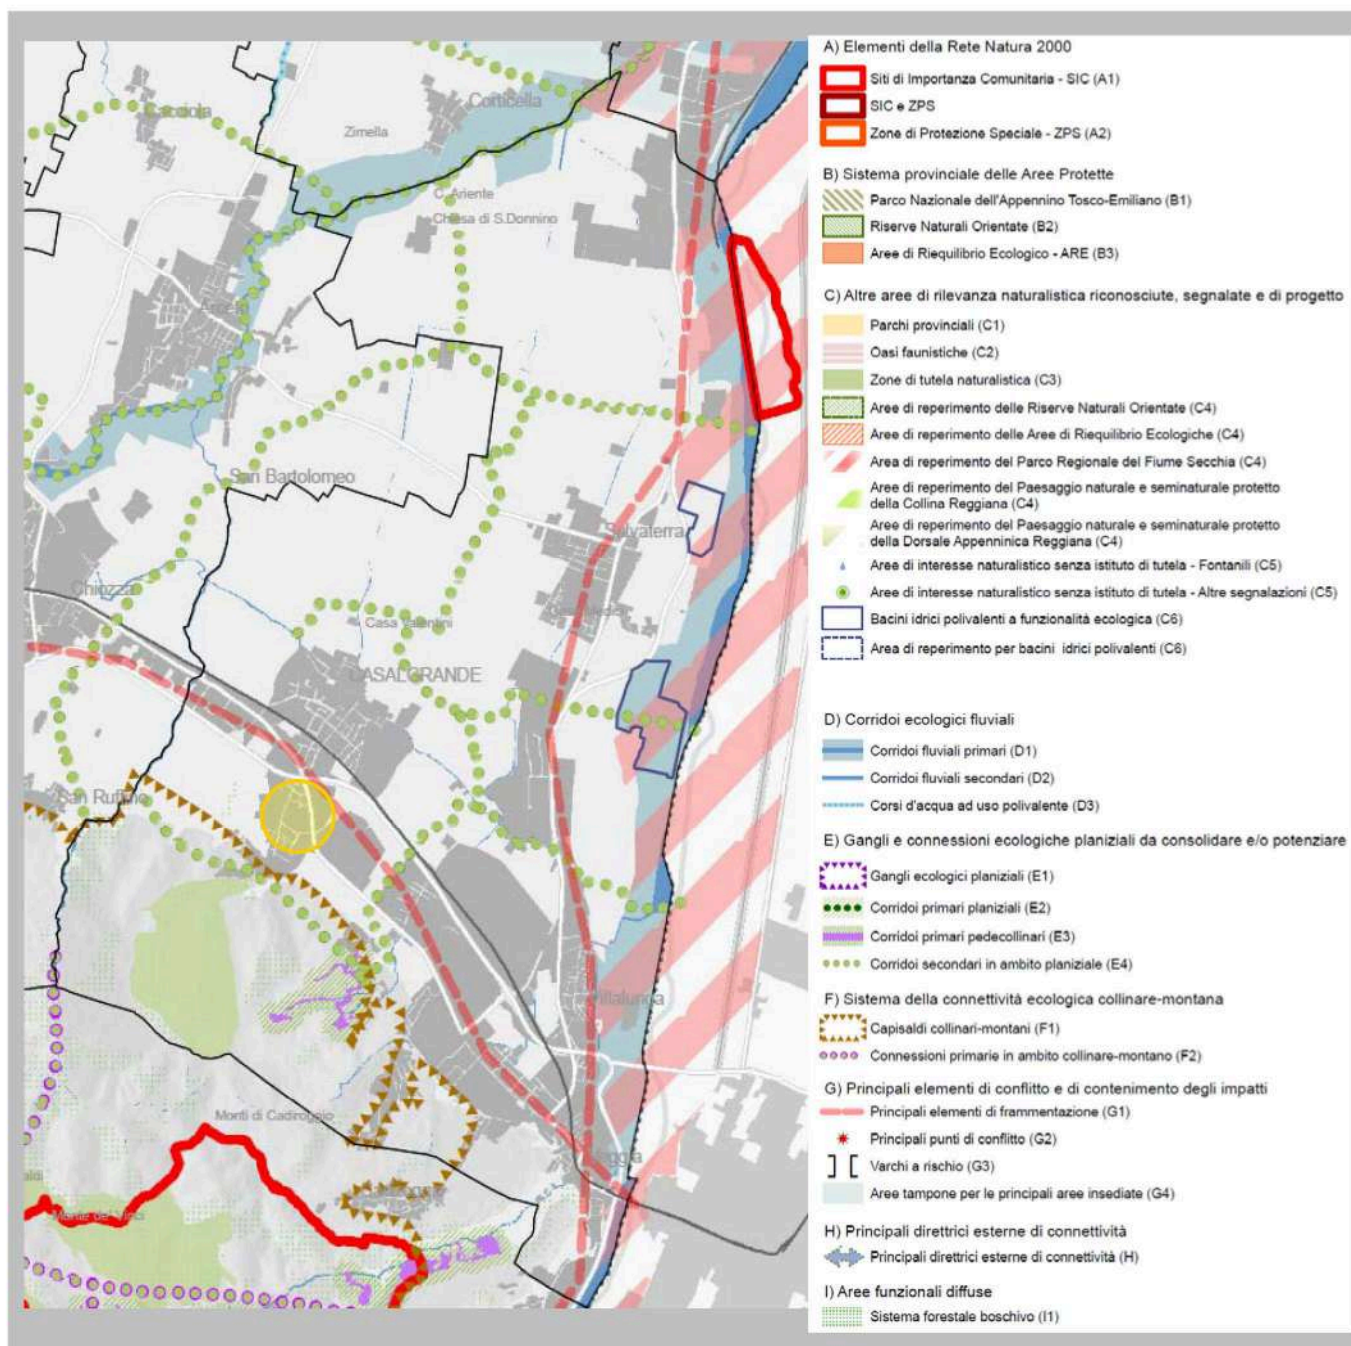 Corticella
Zimella
C. Ariente
Chiesa di S.Donnino
San Bartolomeo
Salvaterra
Chiozza
Casa Valentini
CASALGRANDE
San Ruffino
Villalunga
Monti di Cadiroggio
A) Elementi della Rete Natura 2000
Siti di Importanza Comunitaria - SIC (A1)
SIC e ZPS
Zone di Protezione Speciale - ZPS (A2)
B) Sistema provinciale delle Aree Protette
Parco Nazionale dell'Appennino Tosco-Emiliano (B1)
Riserve Naturali Orientate (B2)
Aree di Riequilibrio Ecologico - ARE (B3)
C) Altre aree di rilevanza naturalistica riconosciute, segnalate e di progetto
Parchi provinciali (C1)
Oasi faunistiche (C2)
Zone di tutela naturalistica (C3)
Aree di reperimento delle Riserve Naturali Orientate (C4)
Aree di reperimento delle Aree di Riequilibrio Ecologiche (C4)
Area di reperimento del Parco Regionale del Fiume Secchia (C4)
Aree di reperimento del Paesaggio naturale e seminaturale protetto
della Collina Reggiana (C4)
Aree di reperimento del Paesaggio naturale e seminaturale protetto
della Dorsale Appenninica Reggiana (C4)
Aree di interesse naturalistico senza istituto di tutela - Fontanili (C5)
Aree di interesse naturalistico senza istituto di tutela - Altre segnalazioni (C5)
Bacini idrici polivalenti a funzionalità ecologica (C6)
Area di reperimento per bacini idrici polivalenti (C6)
D) Corridoi ecologici fluviali
Corridoi fluviali primari (D1)
Corridoi fluviali secondari (D2)
Corsi d'acqua ad uso polivalente (D3)
E) Gangli e connessioni ecologiche planiziali da consolidare e/o potenziare
Gangli ecologici planiziali (E1)
Corridoi primari planiziali (E2)
Corridoi primari pedecollinari (E3)
Corridoi secondari in ambito planiziale (E4)
F) Sistema della connettività ecologica collinare-montana
Capisaldi collinari-montani (F1)
Connessioni primarie in ambito collinare-montano (F2)
G) Principali elementi di conflitto e di contenimento degli impatti
Principali elementi di frammentazione (G1)
Principali punti di conflitto (G2)
Varchi a rischio (G3)
Aree tampone per le principali aree insediate (G4)
H) Principali direttrici esterne di connettività
Principali direttrici esterne di connettività (H)
I) Aree funzionali diffuse
Sistema forestale boschivo (I1)